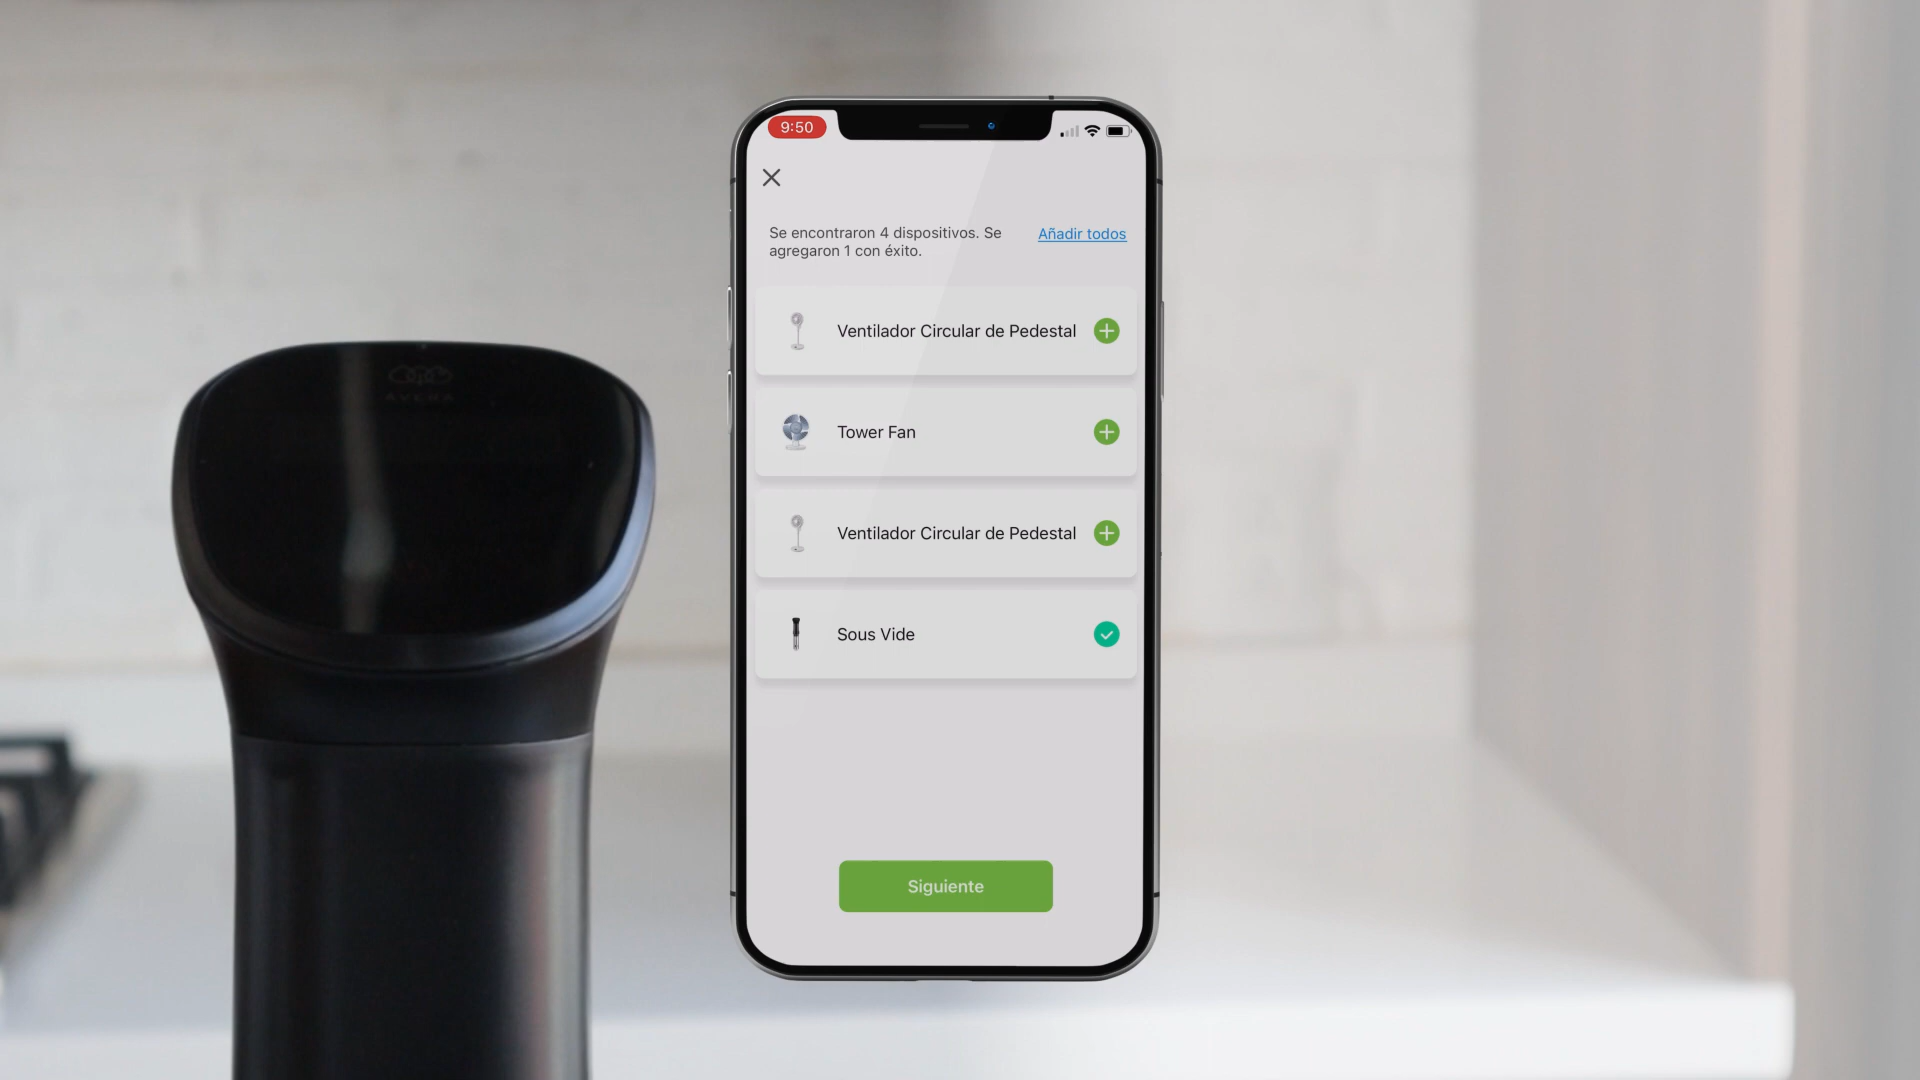 9:50
Se encontraron 4 dispositivos. Se
agregaron 1 con éxito.
Añadir todos
Ventilador Circular de Pedestal
Tower Fan
Ventilador Circular de Pedestal
Sous Vide
Siguiente
AVERA